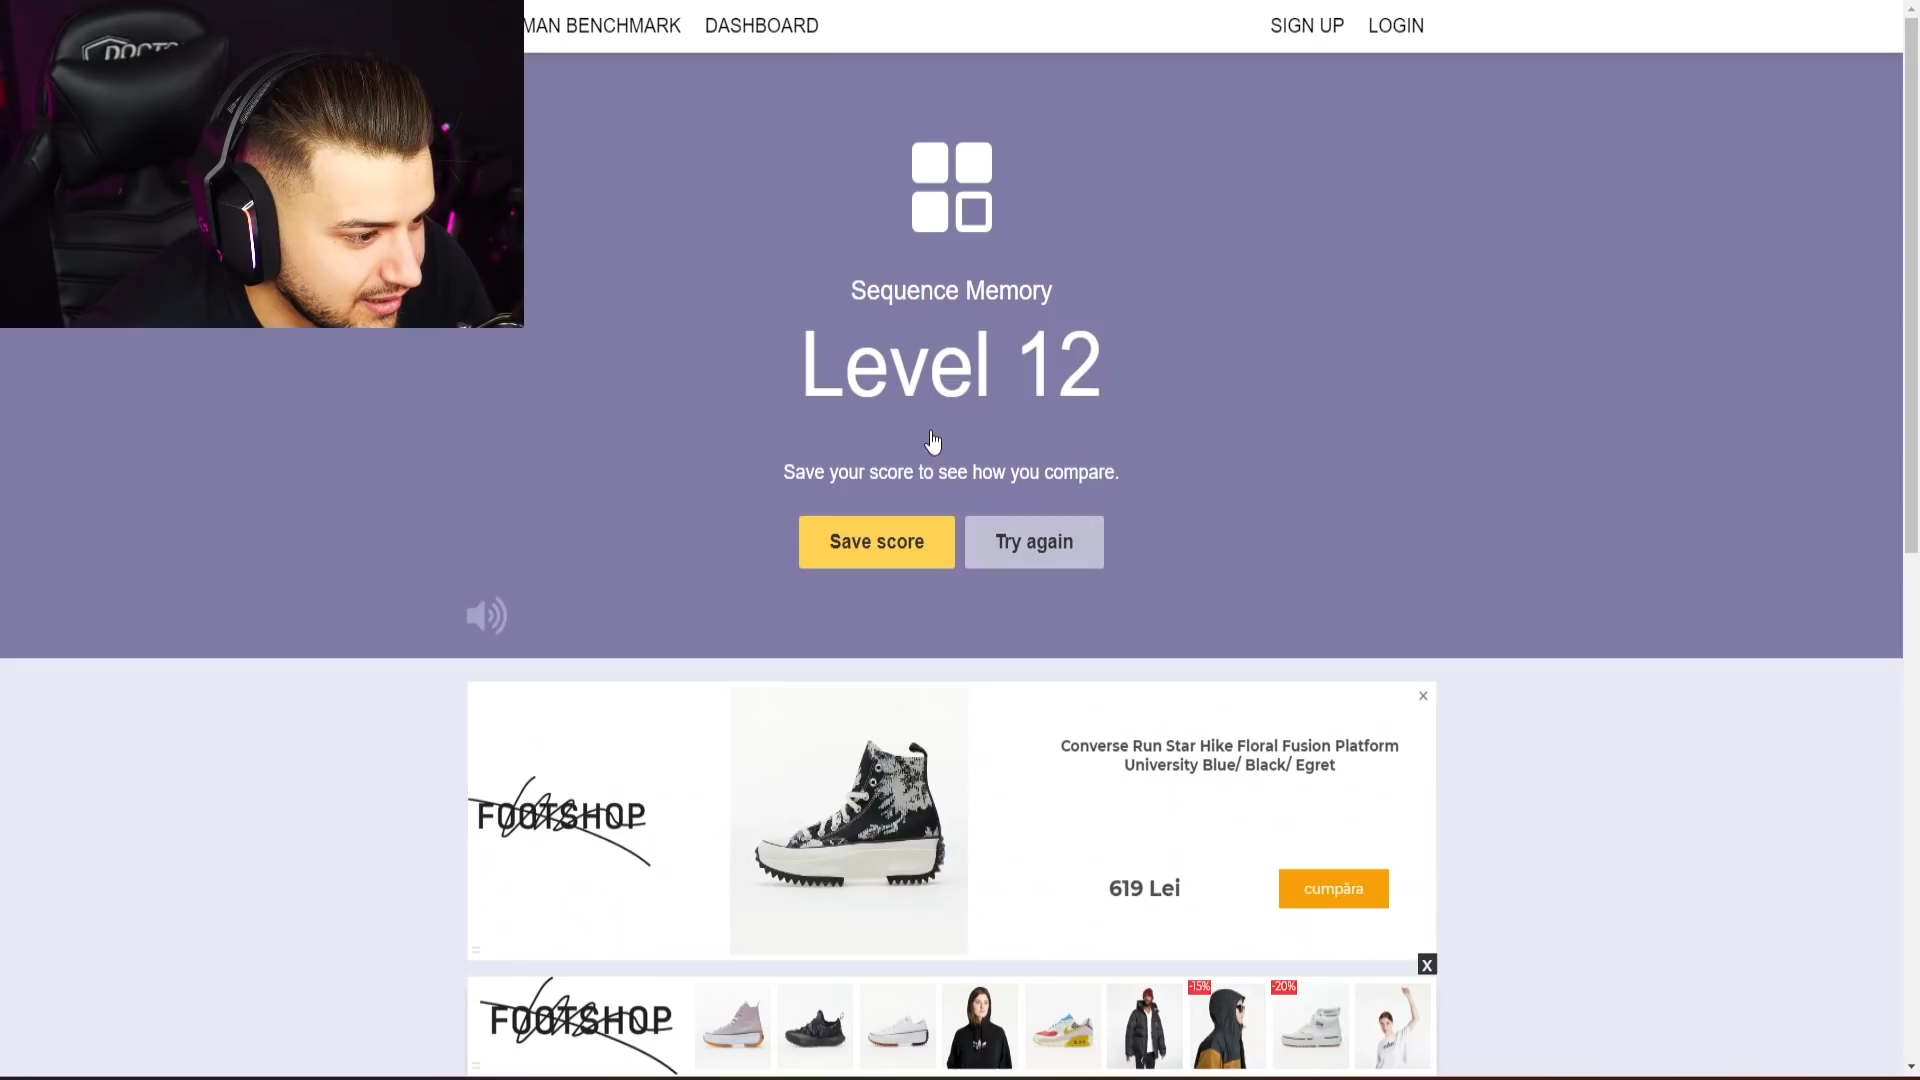 MAN BENCHMARK
DASHBOARD
SIGN UP
LOGIN
Sequence Memory
Level 12
Save your score to see how you compare.
Save score
Try again
X
Converse Run Star Hike Floral Fusion Platform
University Blue/ Black/ Egret
FOOTSHOP
619 Lei
cumpăra
X
FOOTSHOP
-15%
-20%